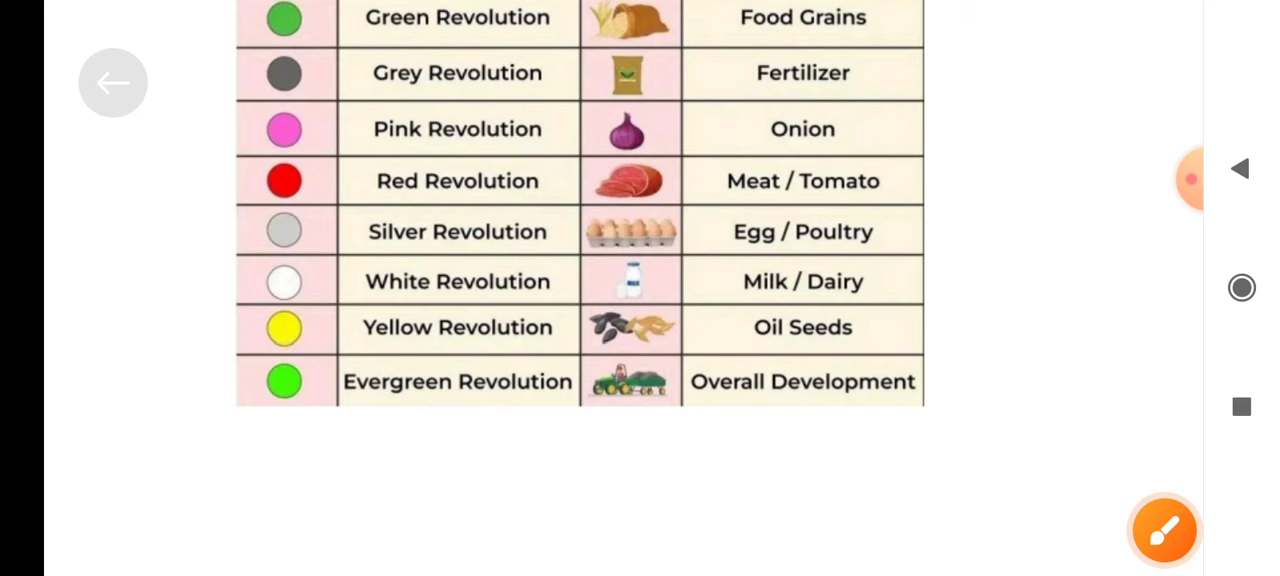 Green Revolution Food Grains
Grey Revolution Fertilizer
Pink Revolution Onion
Red Revolution Meat / Tomato
Silver Revolution Egg / Poultry
White Revolution Milk / Dairy
Yellow Revolution Oil Seeds
Evergreen Revolution Overall Development